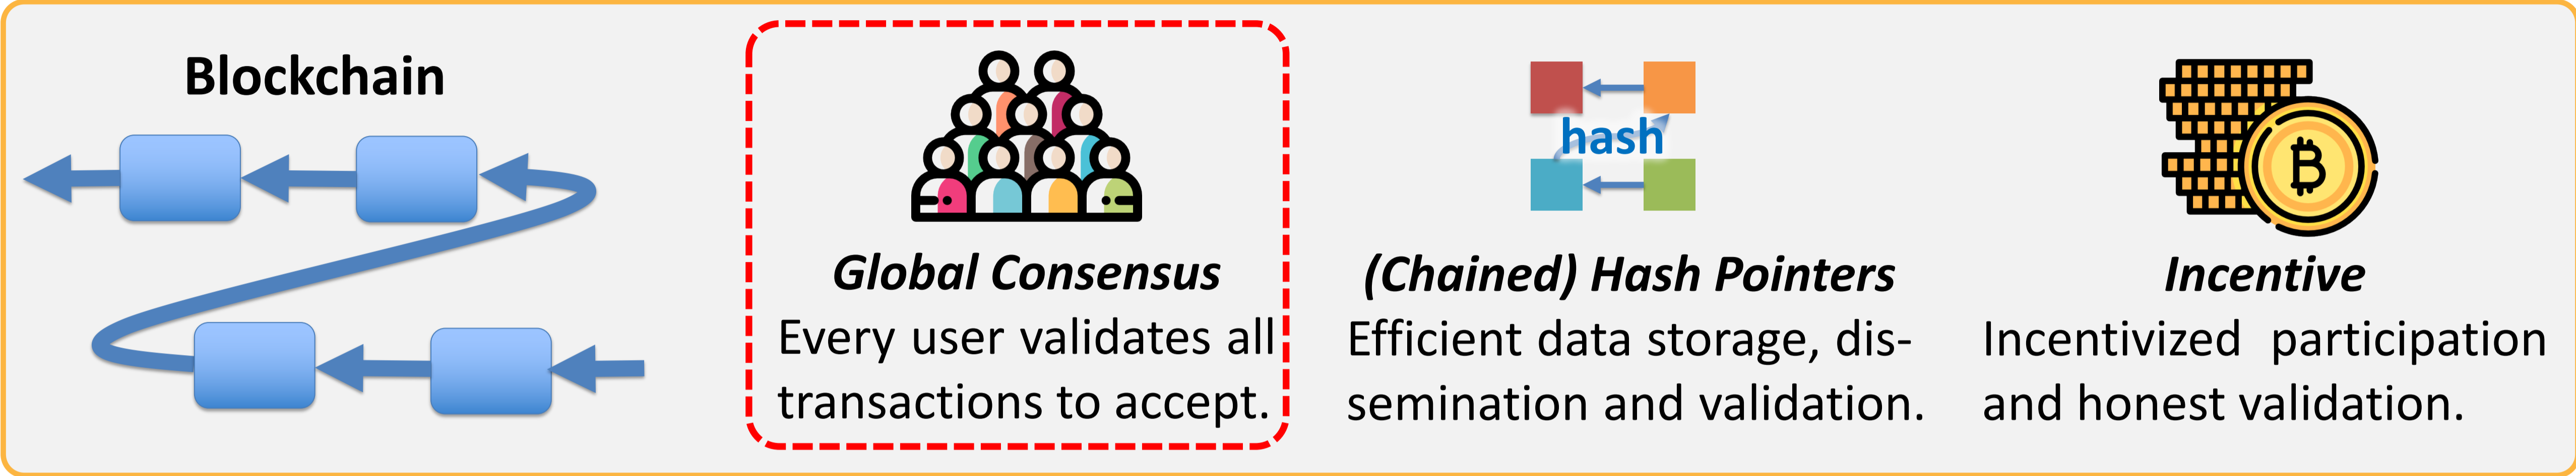 Blockchain
Global Consensus
Every user validates all
transactions to accept.
hash
(Chained) Hash Pointers
Efficient data storage, dis-
semination and validation.
Incentive
Incentivized participation
and honest validation.